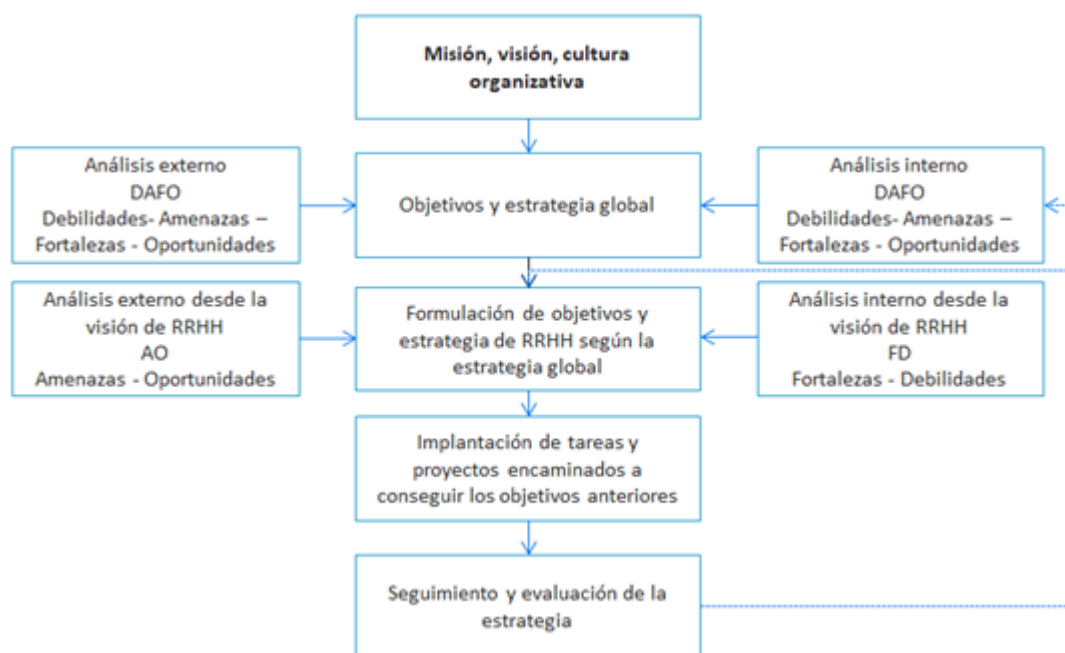 Misión, visión, cultura
organizativa
Análisis externo
DAFO
Debilidades- Amenazas –
Fortalezas - Oportunidades
Objetivos y estrategia global
Análisis interno
DAFO
Debilidades- Amenazas –
Fortalezas - Oportunidades
Análisis externo desde la
visión de RRHH
AO
Amenazas - Oportunidades
Formulación de objetivos y
estrategia de RRHH según la
estrategia global
Análisis interno desde la
visión de RRHH
FD
Fortalezas - Debilidades
Implantación de tareas y
proyectos encaminados a
conseguir los objetivos anteriores
Seguimiento y evaluación de la
estrategia